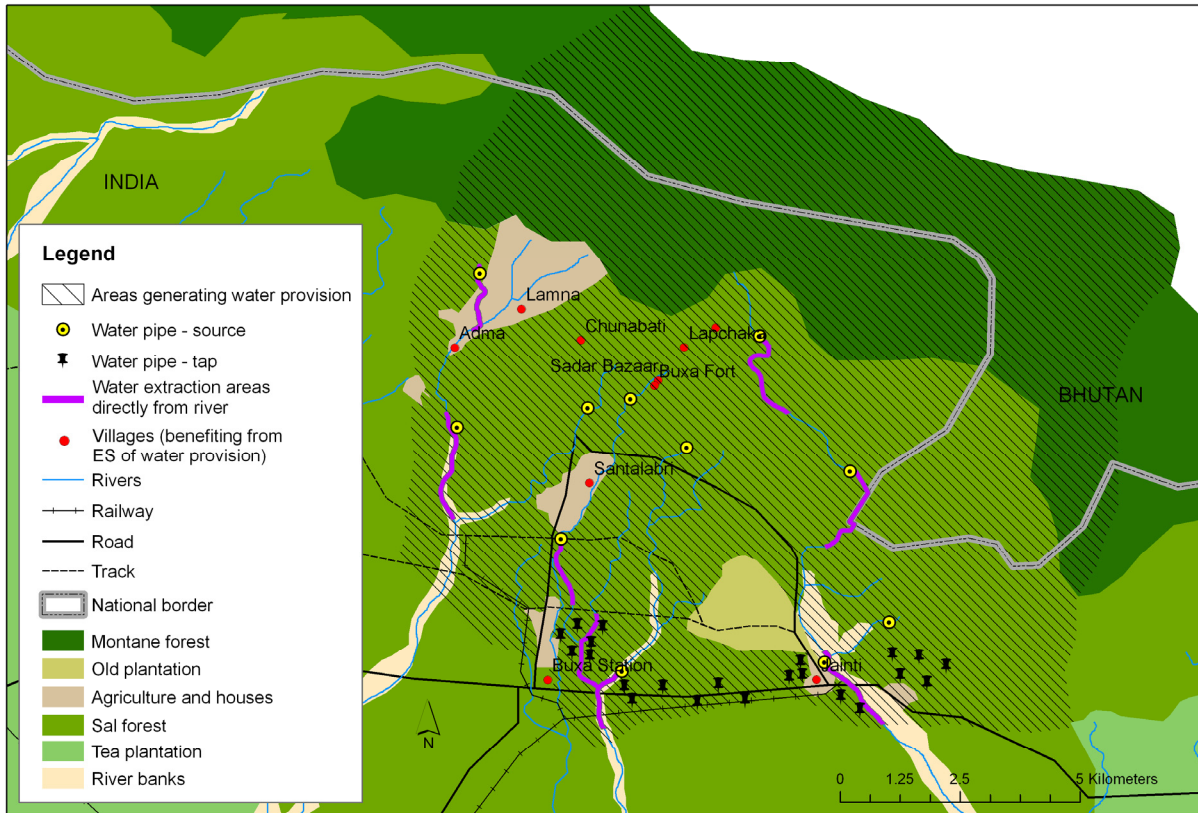 INDIA
BHUTAN
Lamna
Adma
Chunabati
Lapchaka
Sadar Bazaar
Buxa Fort
Santalabri
Buxa Station
Jainti
Legend
Areas generating water provision
Water pipe - source
Water pipe - tap
Water extraction areas
directly from river
Villages (benefiting from
ES of water provision)
Rivers
Railway
Road
Track
National border
Montane forest
Old plantation
Agriculture and houses
Sal forest
Tea plantation
River banks
N
0 1.25 2.5 5 Kilometers